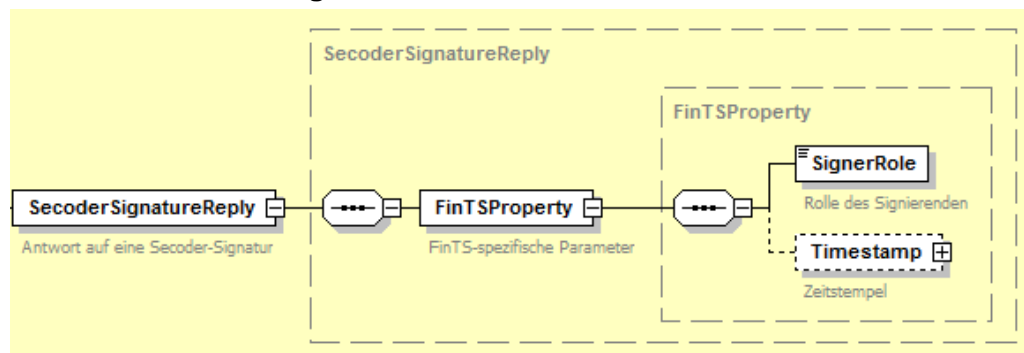 SecoderSignatureReply
FinTSProperty
SignerRole
Rolle des Signierenden
SecoderSignatureReply
Antwort auf eine Secoder-Signatur
FinTSProperty
FinTS-spezifische Parameter
Timestamp
Zeitstempel